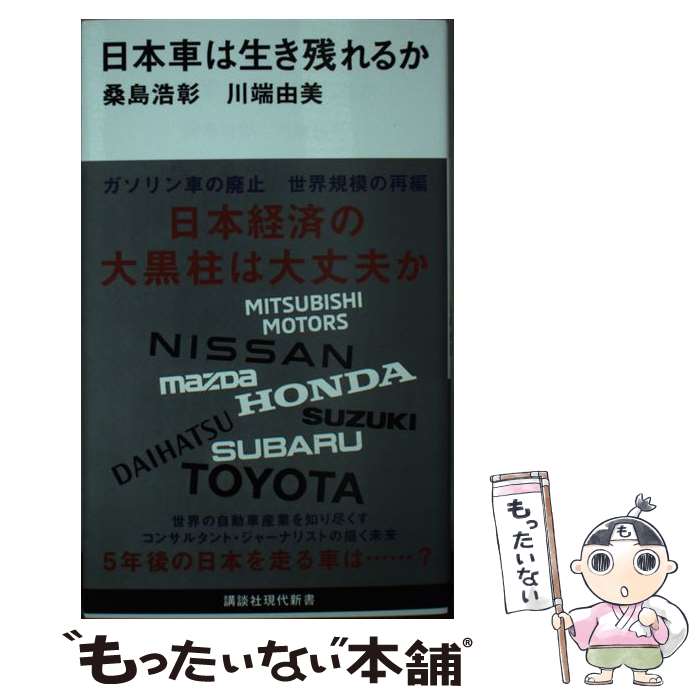 日本車は生き残れるか
桑島浩彰 川端由美
ガソリン車の廃止 世界規模の再編
日本経済の
大黒柱は大丈夫か
MITSUBISHI
MOTORS
NISSAN
mazda
HONDA
SUZUKI
DAIHATSU
SUBARU
TOYOTA
世界の自動車産業を知り尽くす
コンサルタント・ジャーナリストの描く未来
5年後の日本を走る車は……?
講談社現代新書
もったいない
も
“もったいない本舗”®